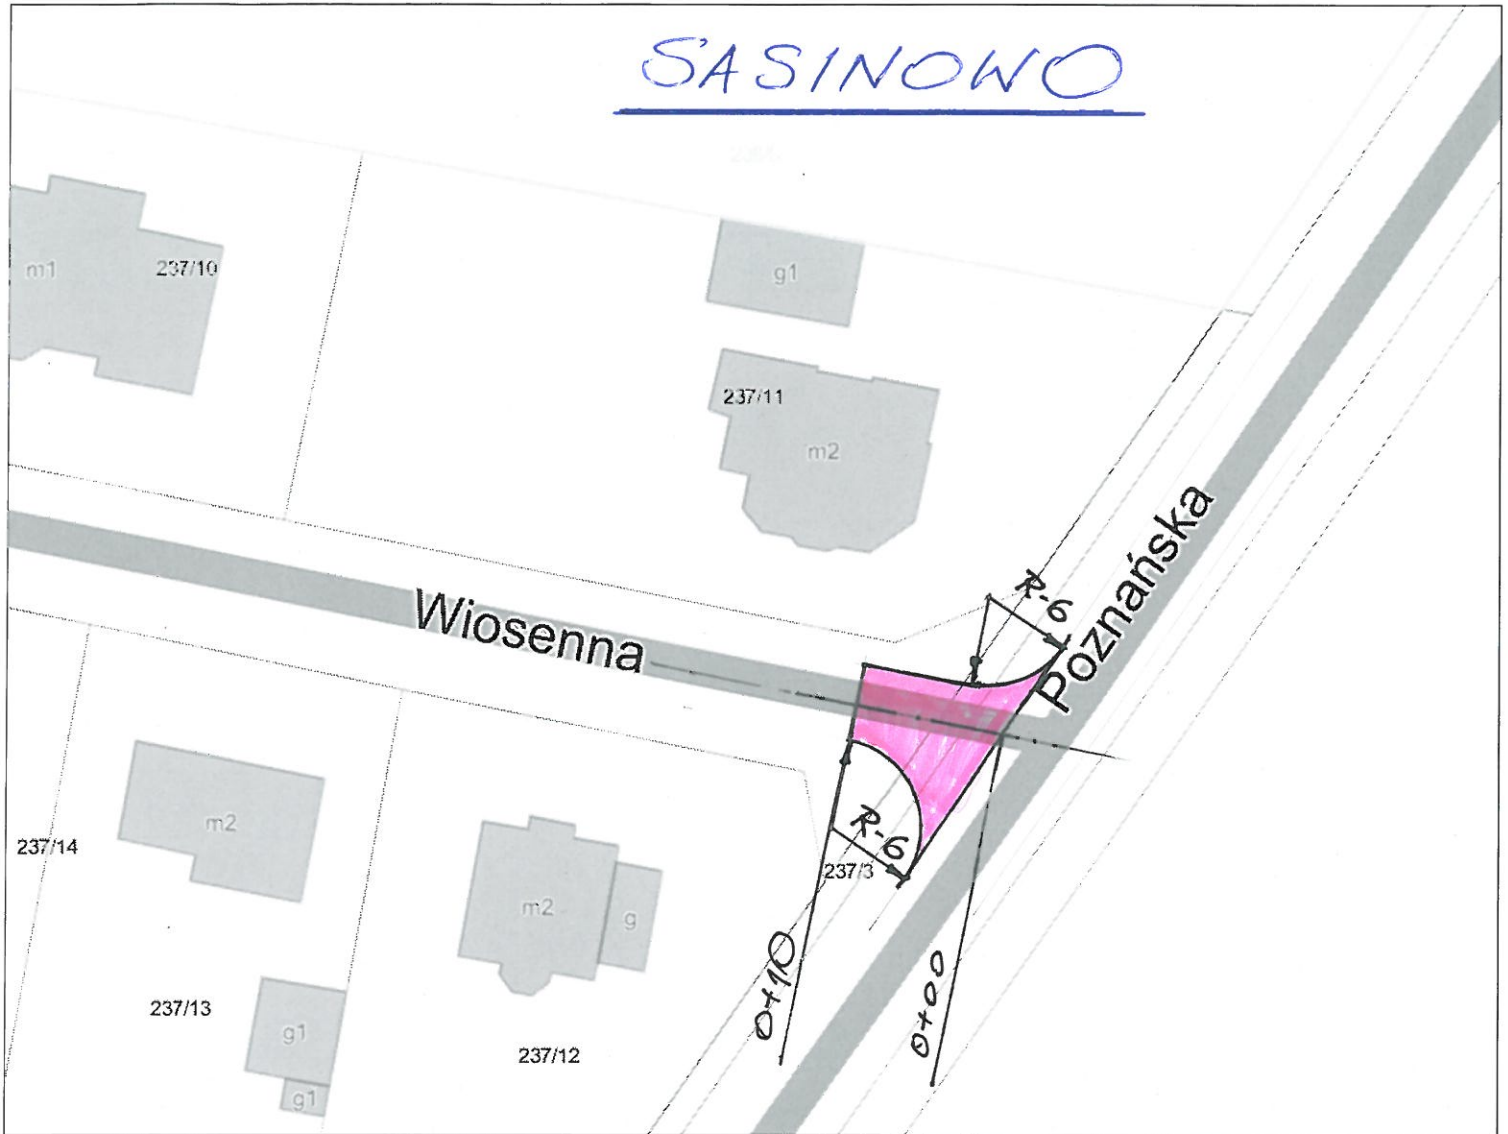 SASINOWO
m1
237/10
g1
237/11
m2
Wiosenna
Poznańska
R-6
R-6
237/3
m2
237/14
m2
g
237/13
g1
g1
237/12
0+10
0+00